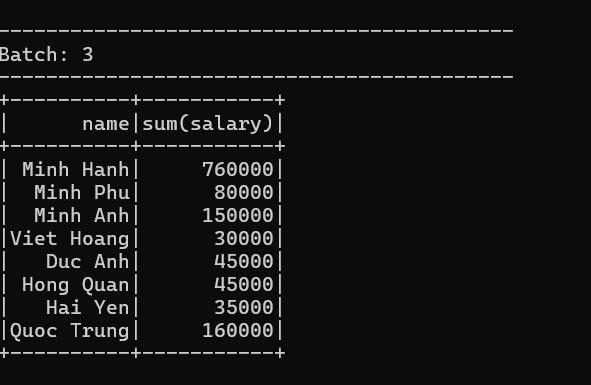 -------------------------------------------
Batch: 3
-------------------------------------------
+-----------+-----------+
|       name|sum(salary)|
+-----------+-----------+
| Minh Hanh|     760000|
|  Minh Phu|      80000|
|  Minh Anh|     150000|
|Viet Hoang|      30000|
|   Duc Anh|      45000|
| Hong Quan|      45000|
|   Hai Yen|      35000|
|Quoc Trung|     160000|
+-----------+-----------+